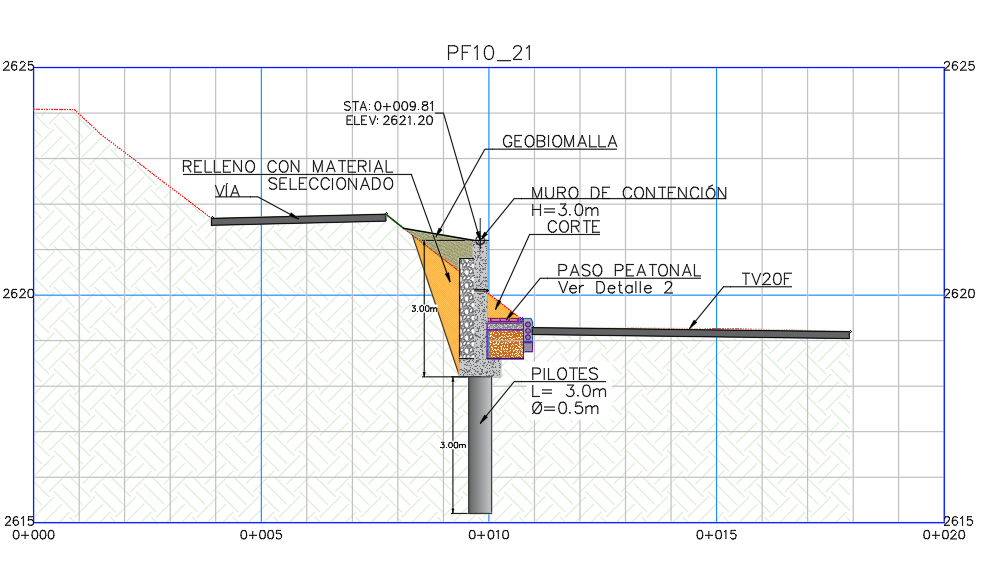 PF10_21
2625
2625
STA: 0+009.81
ELEV: 2621.20
GEOBIOMALLA
RELLENO CON MATERIAL
SELECCIONADO
VÍA
MURO DE CONTENCIÓN
H=3.0m
CORTE
PASO PEATONAL
Ver Detalle 2
TV20F
2620
2620
3.00m
PILOTES
L= 3.0m
Ø=0.5m
3.00m
2615
2615
0+000
0+005
0+010
0+015
0+020